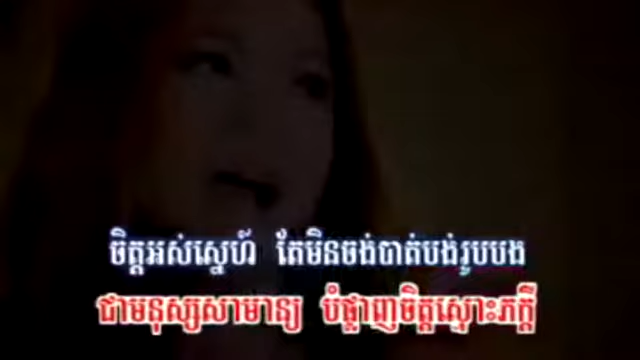 ចិត្តអស់ស្នេហ៍ តែមិនចង់បាត់បង់រូបបង
ជាមនុស្សសាមាន្យ បំផ្លាញចិត្តស្មោះភក្ដី